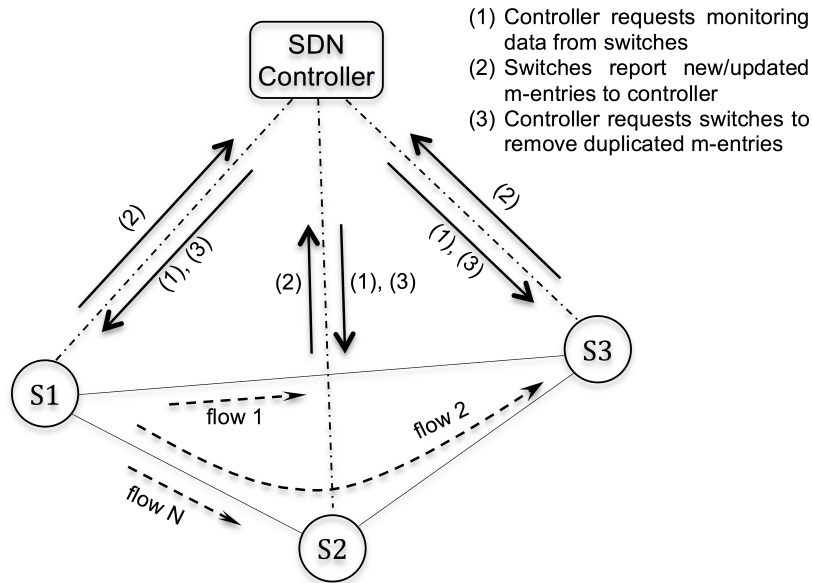 SDN
Controller
(1) Controller requests monitoring
data from switches
(2) Switches report new/updated
m-entries to controller
(3) Controller requests switches to
remove duplicated m-entries
(2)
(1), (3)
(2)
(1), (3)
(2)
(1), (3)
S1
S3
flow 1
flow 2
flow N
S2